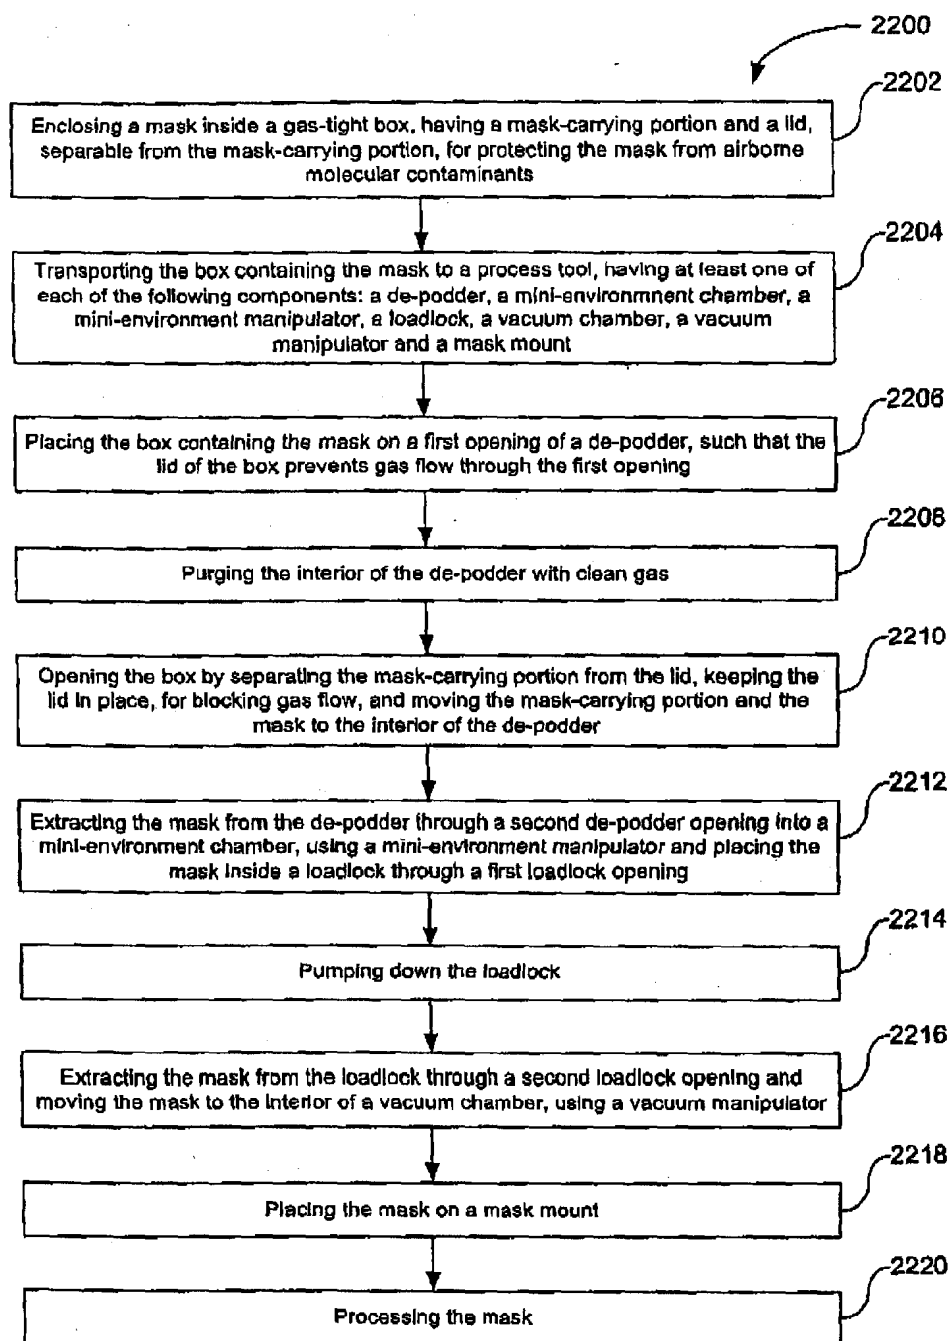 2200
2202
Enclosing a mask inside a gas-tight box, having a mask-carrying portion and a lid,
separable from the mask-carrying portion, for protecting the mask from airborne
molecular contaminants
2204
Transporting the box containing the mask to a process tool, having at least one of
each of the following components: a de-podder, a mini-environmnent chamber, a
mini-environment manipulator, a loadlock, a vacuum chamber, a vacuum
manipulator and a mask mount
2206
Placing the box containing the mask on a first opening of a de-podder, such that the
lid of the box prevents gas flow through the first opening
2208
Purging the interior of the de-podder with clean gas
2210
Opening the box by separating the mask-carrying portion from the lid, keeping the
lid in place, for blocking gas flow, and moving the mask-carrying portion and the
mask to the interior of the de-podder
2212
Extracting the mask from the de-podder through a second de-podder opening into a
mini-environment chamber, using a mini-environment manipulator and placing the
mask inside a loadlock through a first loadlock opening
2214
Pumping down the loadlock
2216
Extracting the mask from the loadlock through a second loadlock opening and
moving the mask to the interior of a vacuum chamber, using a vacuum manipulator
2218
Placing the mask on a mask mount
2220
Processing the mask